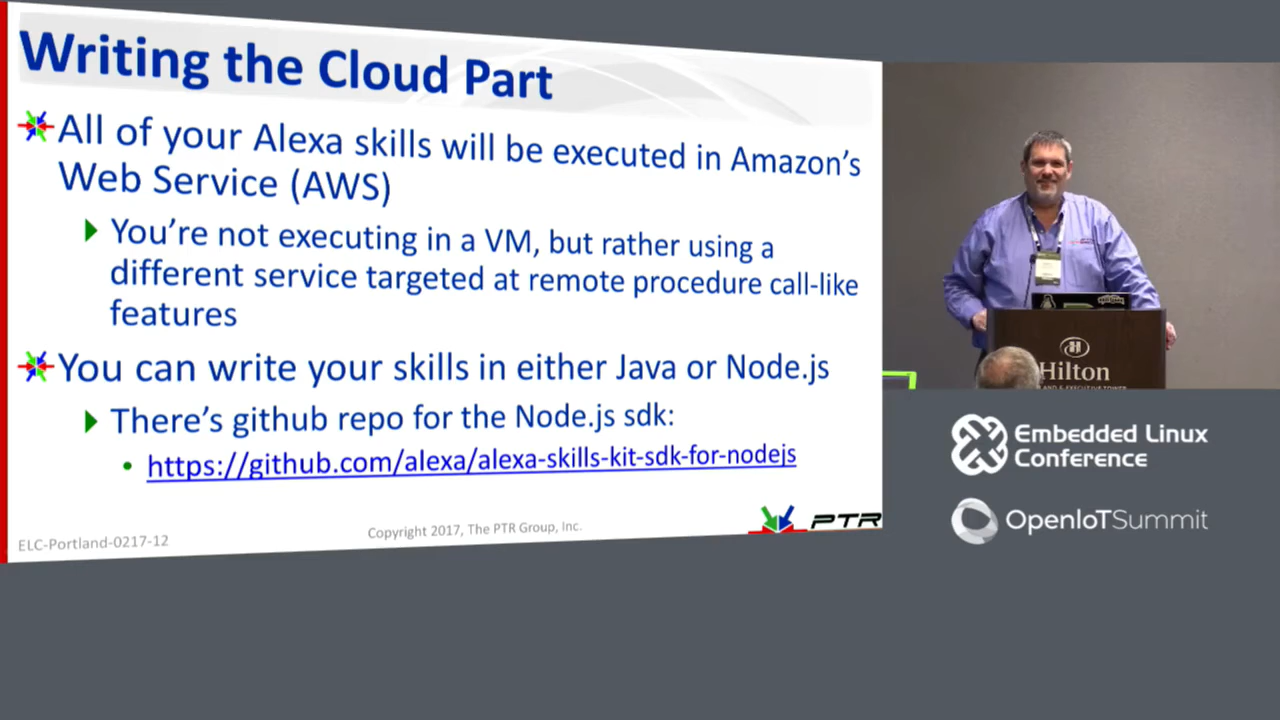 Writing the Cloud Part
All of your Alexa skills will be executed in Amazon's
Web Service (AWS)
You're not executing in a VM, but rather using a
different service targeted at remote procedure call-like
features
You can write your skills in either Java or Node.js
There's github repo for the Node.js sdk:
https://github.com/alexa/alexa-skills-kit-sdk-for-nodejs
ELC-Portland-0217-12
Copyright 2017, The PTR Group, Inc.
PTR
Hilton
& EXECUTIVE TOWER
Embedded Linux
Conference
OpenIoTSummit